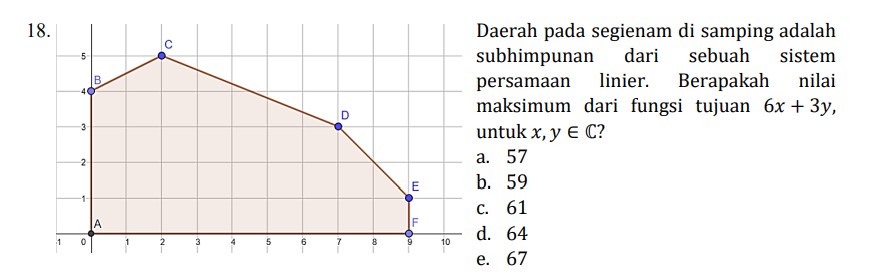 18.
Daerah pada segienam di samping adalah
subhimpunan dari sebuah sistem
persamaan linier. Berapakah nilai
maksimum dari fungsi tujuan 6x + 3y,
untuk x, y ∈ ℂ?
a. 57
b. 59
c. 61
d. 64
e. 67
C
5
B
4
D
3
2
E
1
A
F
-1 0 1 2 3 4 5 6 7 8 9 10